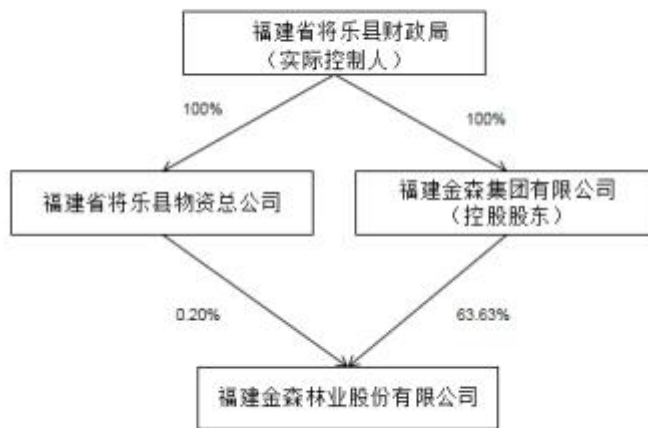 福建省将乐县财政局
（实际控制人）
100%
100%
福建省将乐县物资总公司
福建金森集团有限公司
（控股股东）
0.20%
63.63%
福建金森林业股份有限公司